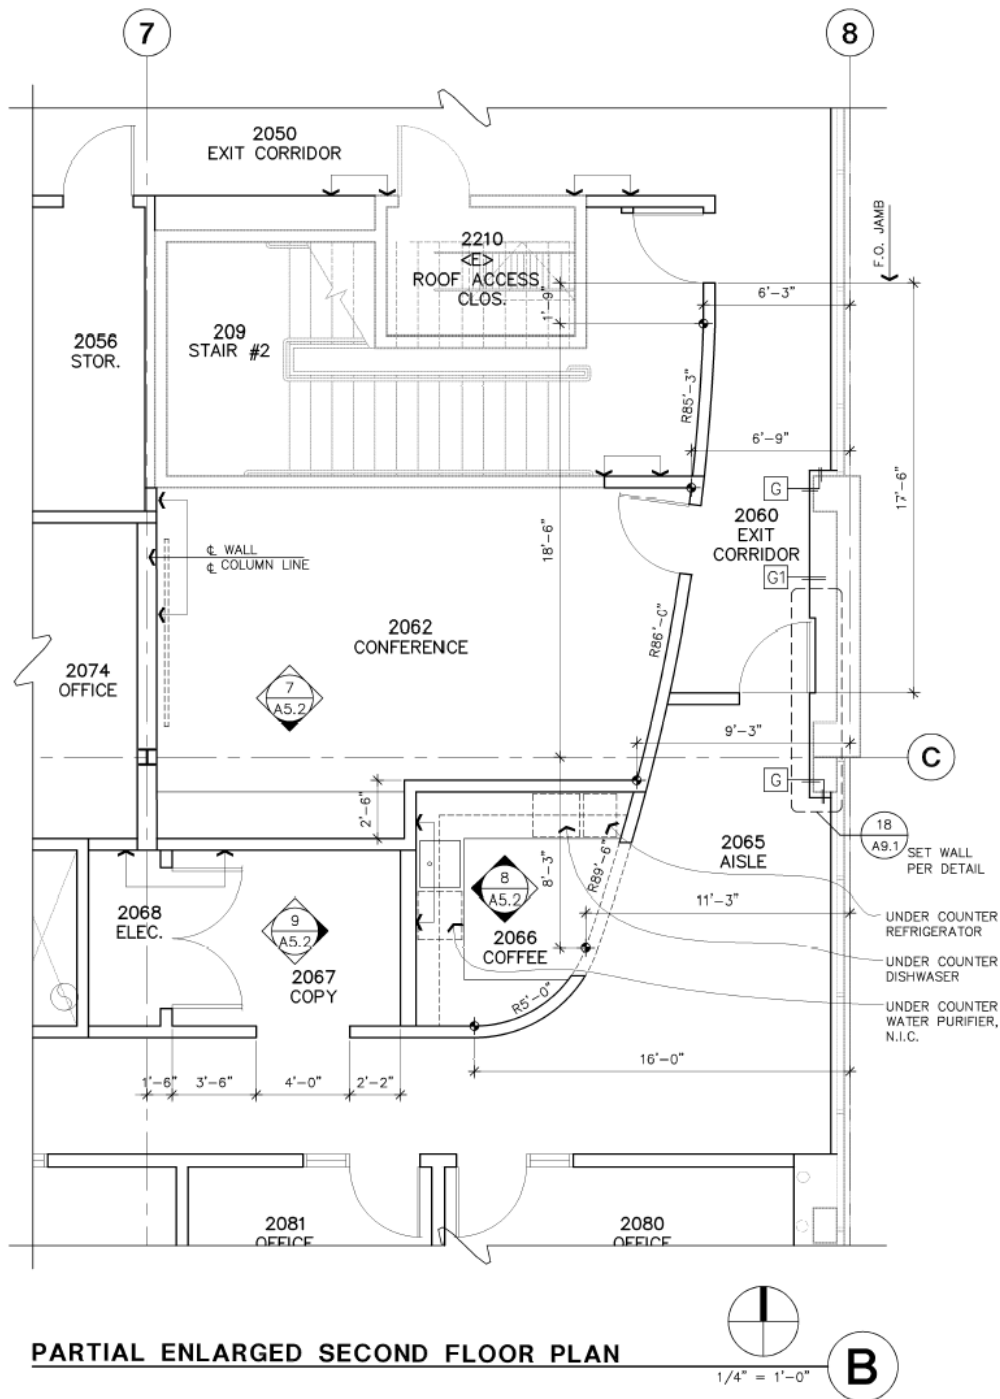 7
8
2050
EXIT CORRIDOR
2210
E
ROOF ACCESS
CLOS.
F.O. JAMB
6'-3"
1'-9"
2056
STOR.
209
STAIR #2
R85'-3"
6'-9"
17'-6"
G
2060
EXIT
CORRIDOR
18'-6"
℄ WALL
℄ COLUMN LINE
G1
2062
CONFERENCE
R86'-0"
2074
OFFICE
7
A5.2
9'-3"
C
G
2'-6"
18
A9.1
SET WALL
PER DETAIL
2065
AISLE
8'-3"
R89'-6"
8
A5.2
11'-3"
2068
ELEC.
9
A5.2
2066
COFFEE
UNDER COUNTER
REFRIGERATOR
2067
COPY
UNDER COUNTER
DISHWASER
R5'-0"
UNDER COUNTER
WATER PURIFIER,
N.I.C.
16'-0"
1'-6"
3'-6"
4'-0"
2'-2"
2081
OFFICE
2080
OFFICE
PARTIAL ENLARGED SECOND FLOOR PLAN
1/4" = 1'-0"
B